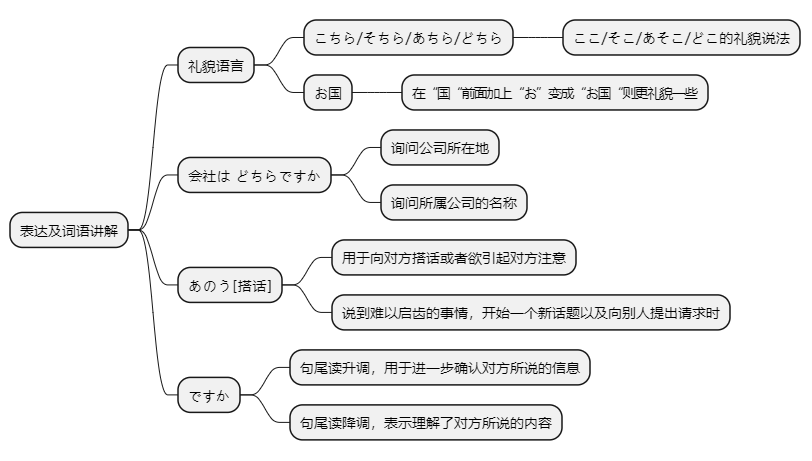 表达及词语讲解
礼貌语言
こちら/そちら/あちら/どちら
ここ/そこ/あそこ/どこ的礼貌说法
お国
在“国“前面加上“お”变成“お国“则更礼貌一些
会社は どちらですか
询问公司所在地
询问所属公司的名称
あのう[搭话]
用于向对方搭话或者欲引起对方注意
说到难以启齿的事情，开始一个新话题以及向别人提出请求时
ですか
句尾读升调，用于进一步确认对方所说的信息
句尾读降调，表示理解了对方所说的内容